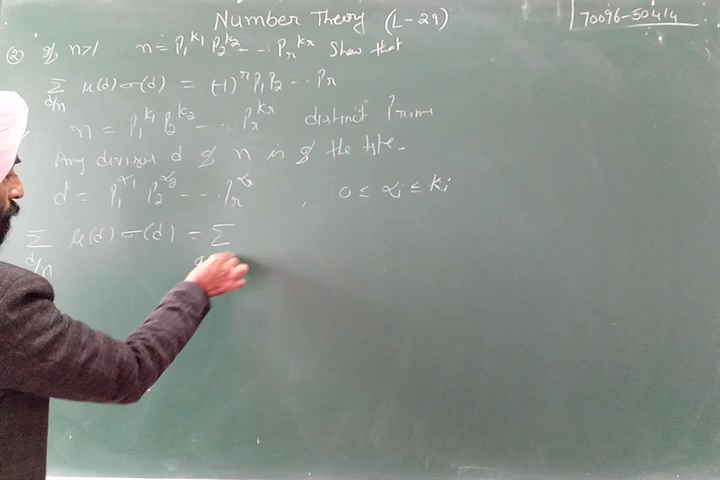 Number Theory (L-29)
70096-50414
② If n>1 n = P₁^k₁ P₂^k₂ --- Pᵣ^kᵣ Show that
Σ_{d/n} μ(d) σ(d) = (-1)^r P₁P₂ --- Pᵣ
n = P₁^k₁ P₂^k₂ --- Pᵣ^kᵣ distinct Prime
Any divisor d of n is of the type.
d = P₁^α₁ P₂^α₂ --- Pᵣ^αᵣ , 0 ≤ αᵢ ≤ kᵢ
Σ_{d/n} μ(d) σ(d) = Σ